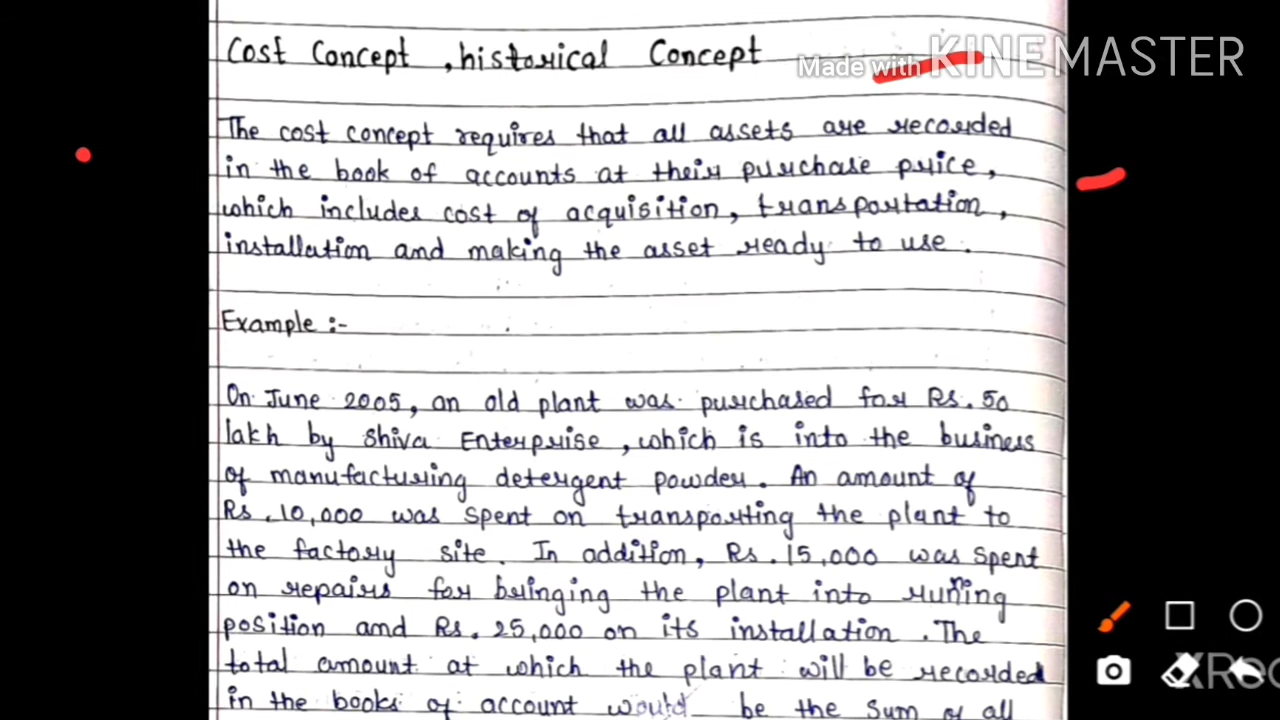 Cost Concept, historical Concept
Made with KINEMASTER
The cost concept requires that all assets are recorded
in the book of accounts at their purchase price,
which includes cost of acquisition, transportation,
installation and making the asset ready to use.
Example :-
On June 2005, an old plant was purchased for Rs. 50
lakh by Shiva Enterprise, which is into the business
of manufacturing detergent powder. An amount of
Rs. 10,000 was spent on transporting the plant to
the factory site. In addition, Rs. 15,000 was spent
on repairs for bringing the plant into running
position and Rs. 25,000 on its installation. The
total amount at which the plant will be recorded
in the books of account would be the sum of all